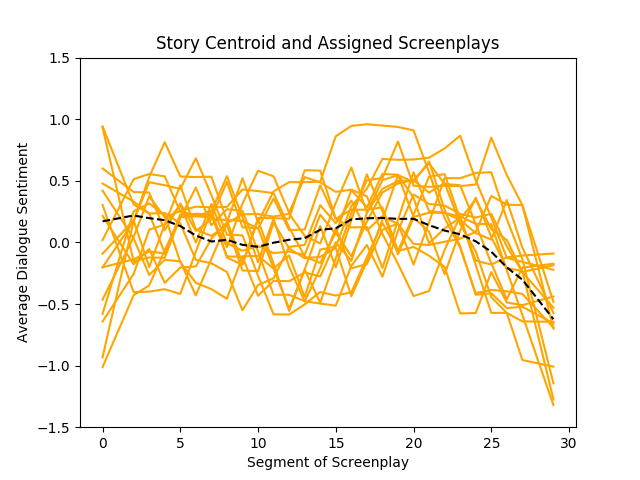 Story Centroid and Assigned Screenplays
Average Dialogue Sentiment
1.5
1.0
0.5
0.0
−0.5
−1.0
−1.5
0 5 10 15 20 25 30
Segment of Screenplay